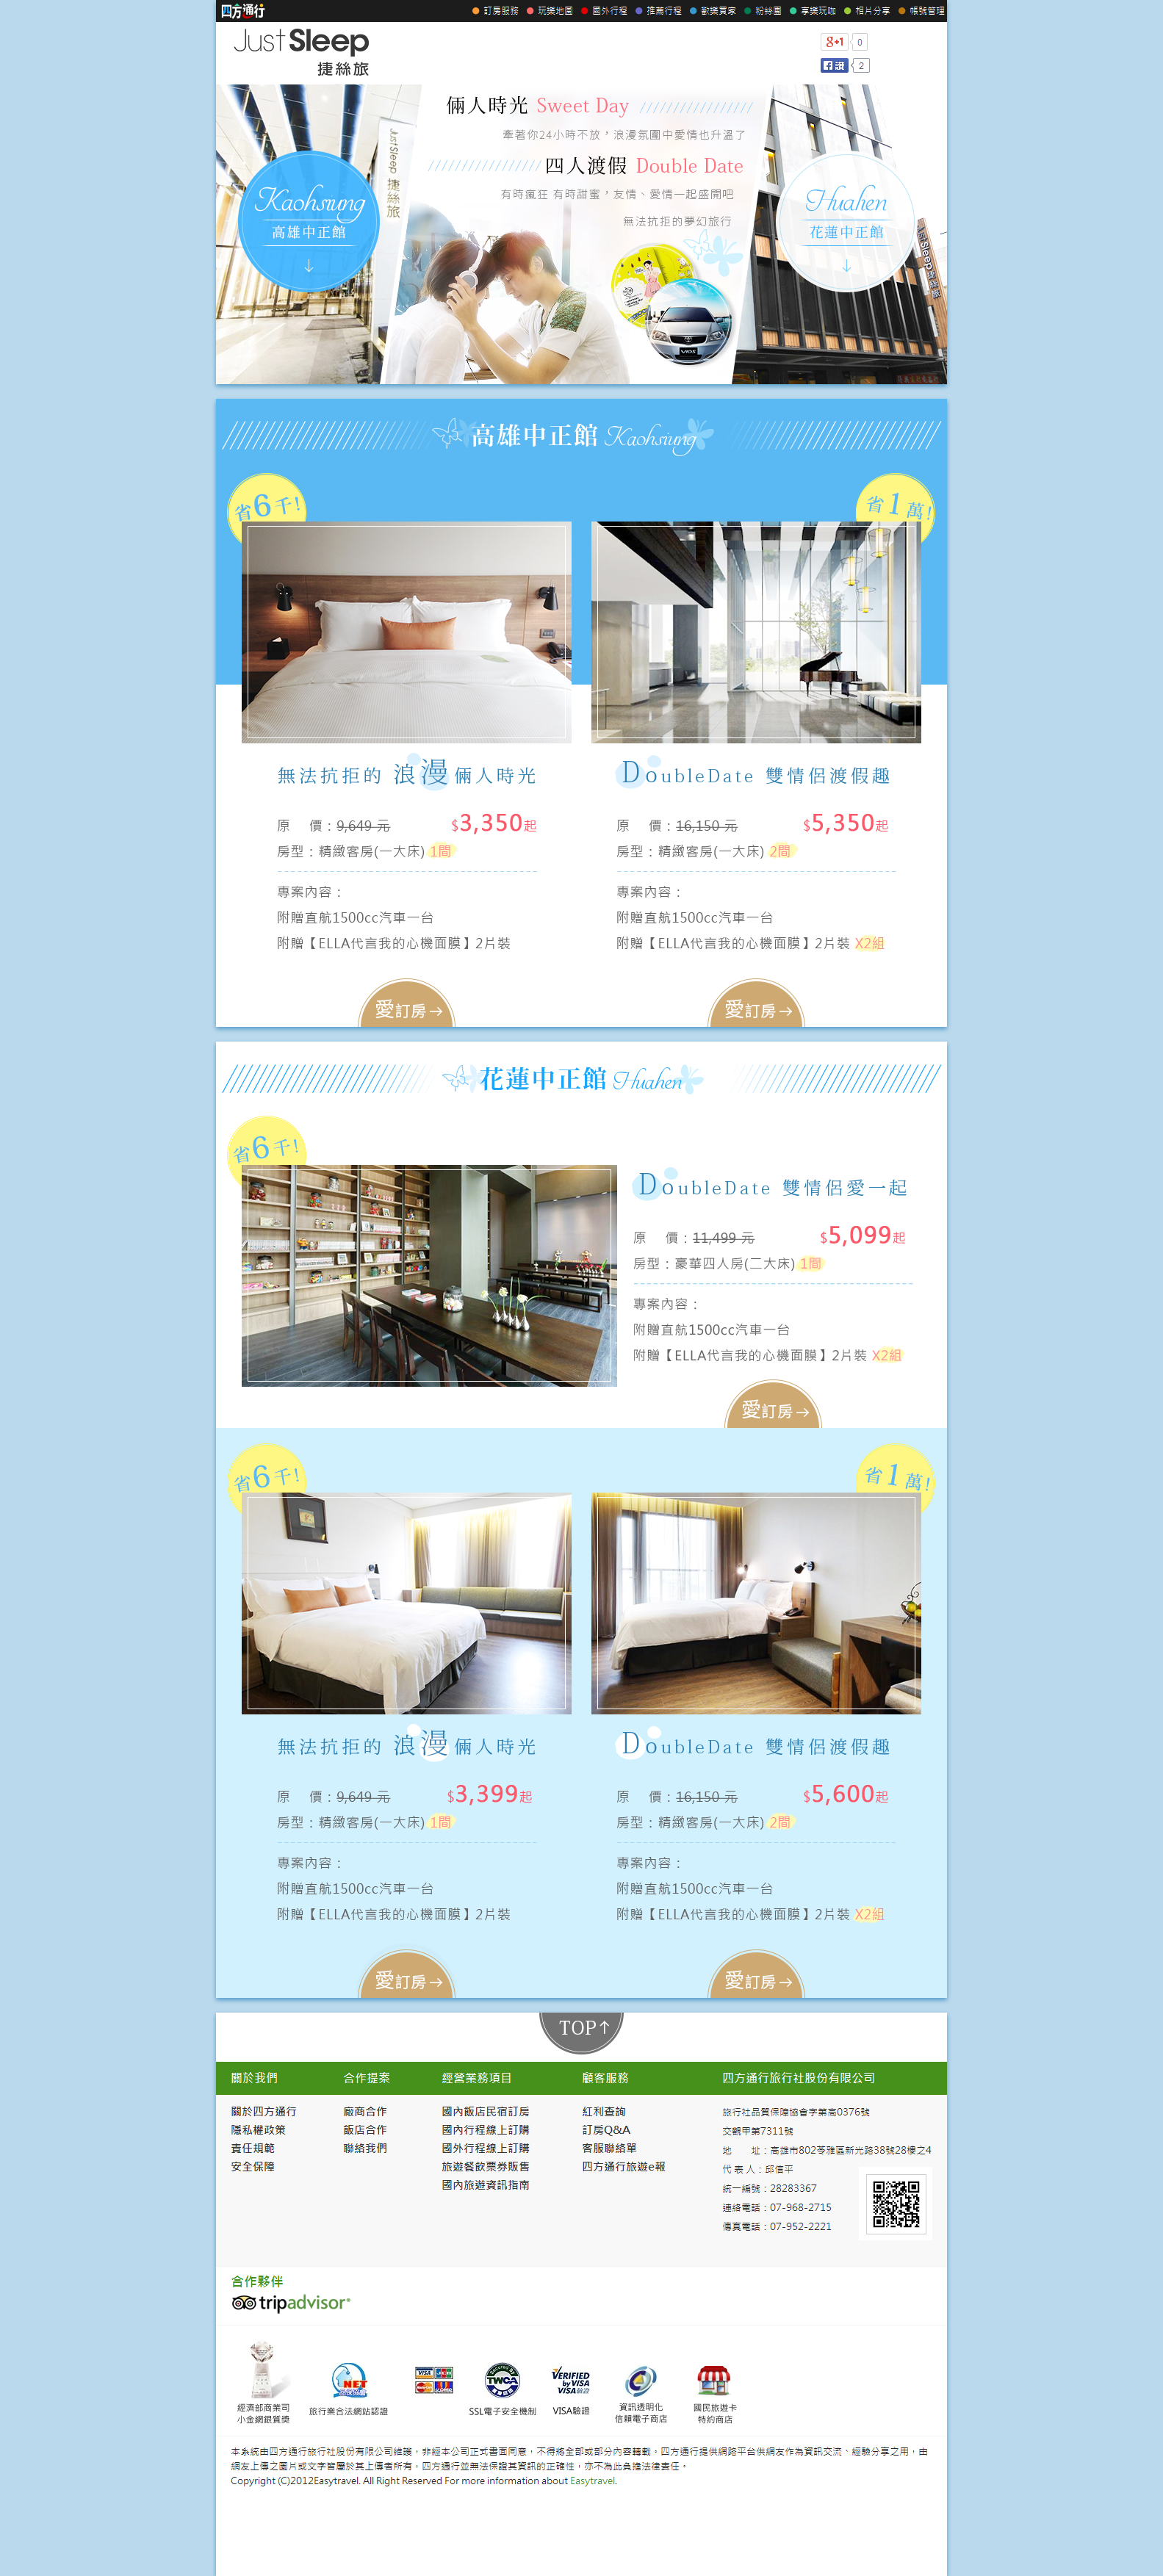 四方通行
訂房服務 玩樂地圖 國外行程 推薦行程 歡樂買家 粉絲團 享樂玩咖 相片分享 帳號管理
Just Sleep
捷絲旅
g+1 0
讚 2
倆人時光 Sweet Day
牽著你24小時不放，浪漫氛圍中愛情也升溫了
四人渡假 Double Date
有時瘋狂 有時甜蜜，友情、愛情一起盛開吧
無法抗拒的夢幻旅行
JustSleep 捷絲旅
Kaohsiung
高雄中正館
↓
Hualien
花蓮中正館
↓
JustSleep 捷絲旅
高雄中正館 Kaohsiung
省6千!
省1萬!
無法抗拒的 浪漫 倆人時光
原 價：9,649 元 $3,350起
房型：精緻客房(一大床) 1間
專案內容：
附贈直航1500cc汽車一台
附贈【ELLA代言我的心機面膜】2片裝
愛訂房→
DoubleDate 雙情侶渡假趣
原 價：16,150 元 $5,350起
房型：精緻客房(一大床) 2間
專案內容：
附贈直航1500cc汽車一台
附贈【ELLA代言我的心機面膜】2片裝 X2組
愛訂房→
花蓮中正館 Hualien
省6千!
DoubleDate 雙情侶愛一起
原 價：11,499 元 $5,099起
房型：豪華四人房(二大床) 1間
專案內容：
附贈直航1500cc汽車一台
附贈【ELLA代言我的心機面膜】2片裝 X2組
愛訂房→
省6千!
省1萬!
無法抗拒的 浪漫 倆人時光
原 價：9,649 元 $3,399起
房型：精緻客房(一大床) 1間
專案內容：
附贈直航1500cc汽車一台
附贈【ELLA代言我的心機面膜】2片裝
愛訂房→
DoubleDate 雙情侶渡假趣
原 價：16,150 元 $5,600起
房型：精緻客房(一大床) 2間
專案內容：
附贈直航1500cc汽車一台
附贈【ELLA代言我的心機面膜】2片裝 X2組
愛訂房→
TOP↑
關於我們
關於四方通行
隱私權政策
責任規範
安全保障
合作提案
廠商合作
飯店合作
聯絡我們
經營業務項目
國內飯店民宿訂房
國內行程線上訂購
國外行程線上訂購
旅遊餐飲票券販售
國內旅遊資訊指南
顧客服務
紅利查詢
訂房Q&A
客服聯絡單
四方通行旅遊e報
四方通行旅行社股份有限公司
旅行社品質保障協會字第高0376號
交觀甲第7311號
地 址：高雄市802苓雅區新光路38號28樓之4
代 表 人：邱信平
統一編號：28283367
連絡電話：07-968-2715
傳真電話：07-952-2221
合作夥伴
tripadvisor
經濟部商業司
小金網銀質獎
旅行業合法網站認證
VISA
TWCA
SSL電子安全機制
VERIFIED by VISA
VISA驗證
資訊透明化
信賴電子商店
國民旅遊卡
特約商店
本系統由四方通行旅行社股份有限公司維護，非經本公司正式書面同意，不得將全部或部分內容轉載。四方通行提供網路平台供網友作為資訊交流、經驗分享之用，由
網友上傳之圖片或文字皆屬於其上傳者所有，四方通行並無法保證其資訊的正確性，亦不為此負擔法律責任。
Copyright (C)2012Easytravel. All Right Reserved For more information about Easytravel.